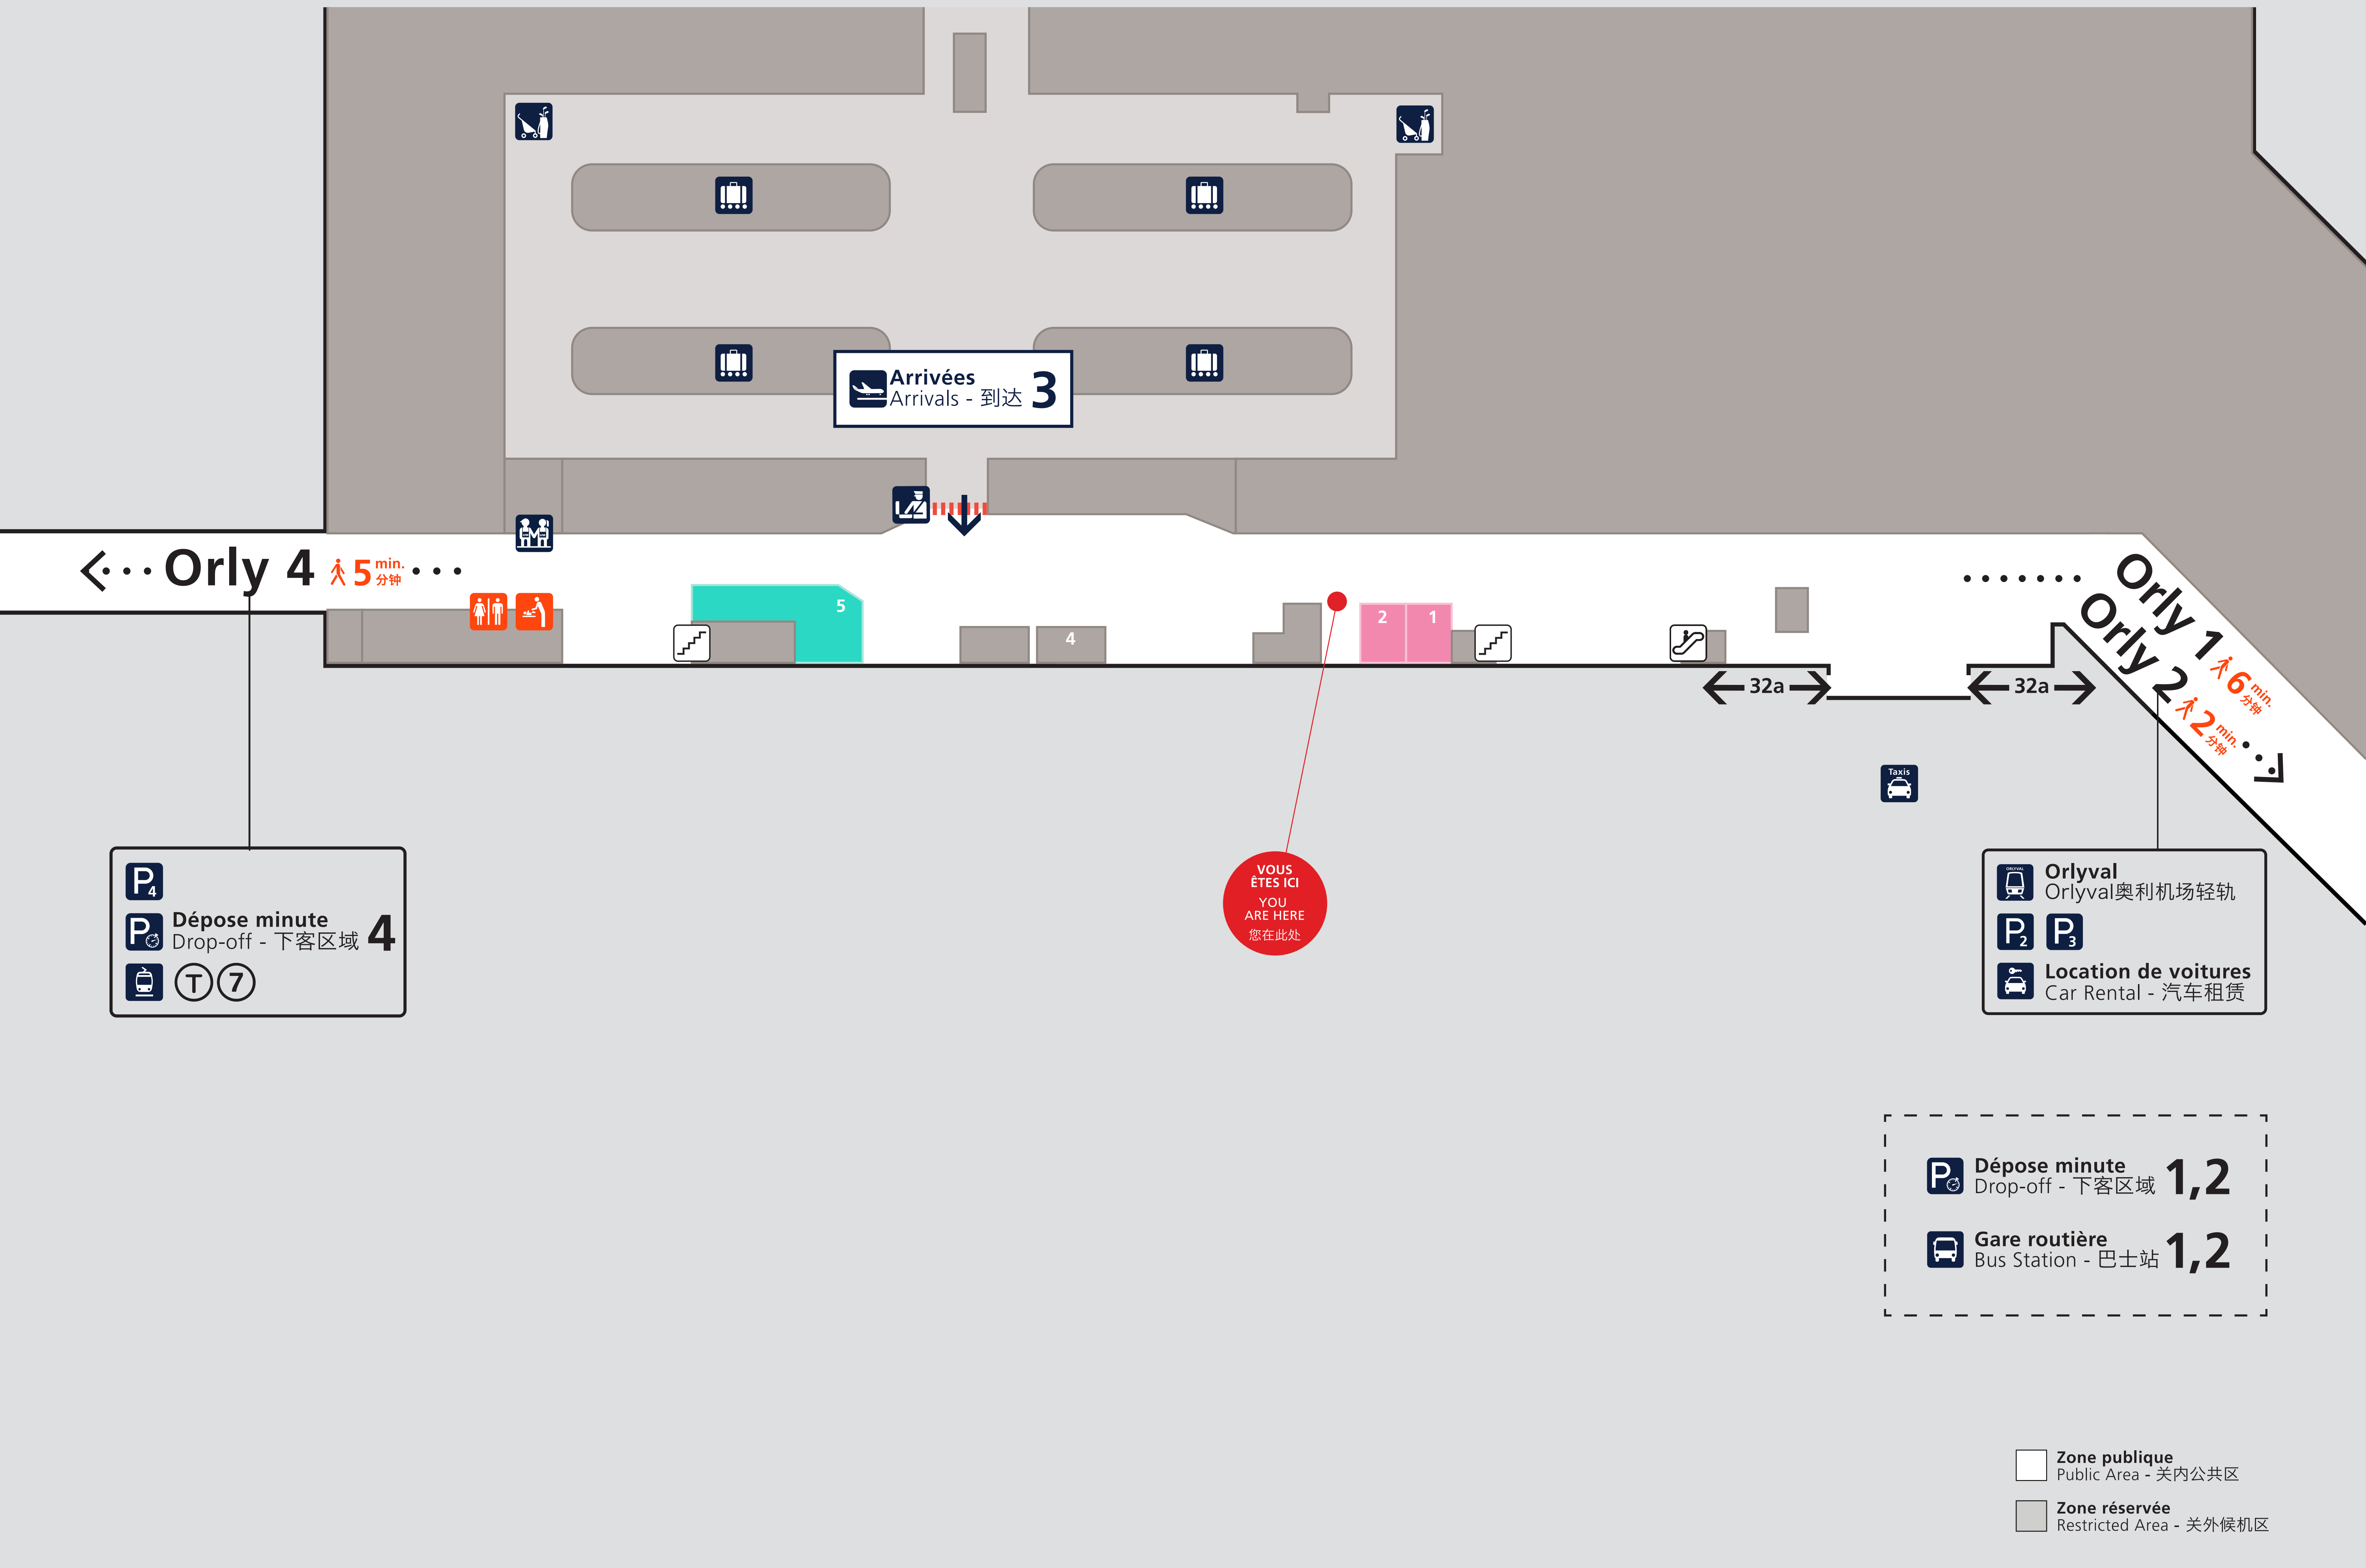 Arrivées
Arrivals - 到达
3
Orly 4
5 min.
分钟
5
4
2
1
32a
32a
Orly 1
6 min.
分钟
Orly 2
2 min.
分钟
Taxis
P4
P
Dépose minute
Drop-off - 下客区域
4
T 7
VOUS
ÊTES ICI
YOU
ARE HERE
您在此处
ORLYVAL
Orlyval
Orlyval奥利机场轻轨
P2 P3
Location de voitures
Car Rental - 汽车租赁
P
Dépose minute
Drop-off - 下客区域
1,2
Gare routière
Bus Station - 巴士站
1,2
Zone publique
Public Area - 关内公共区
Zone réservée
Restricted Area - 关外候机区